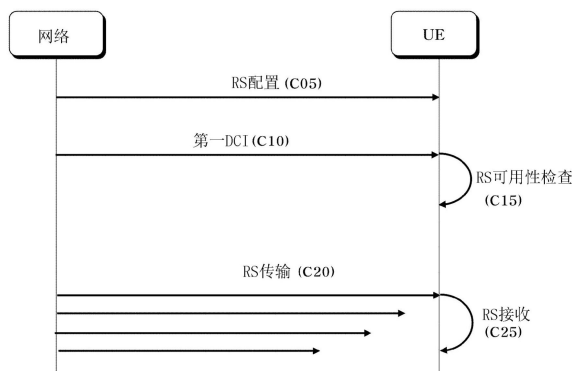 网络
UE
RS配置 (C05)
第一DCI(C10)
RS可用性检查
(C15)
RS传输 (C20)
RS接收
(C25)